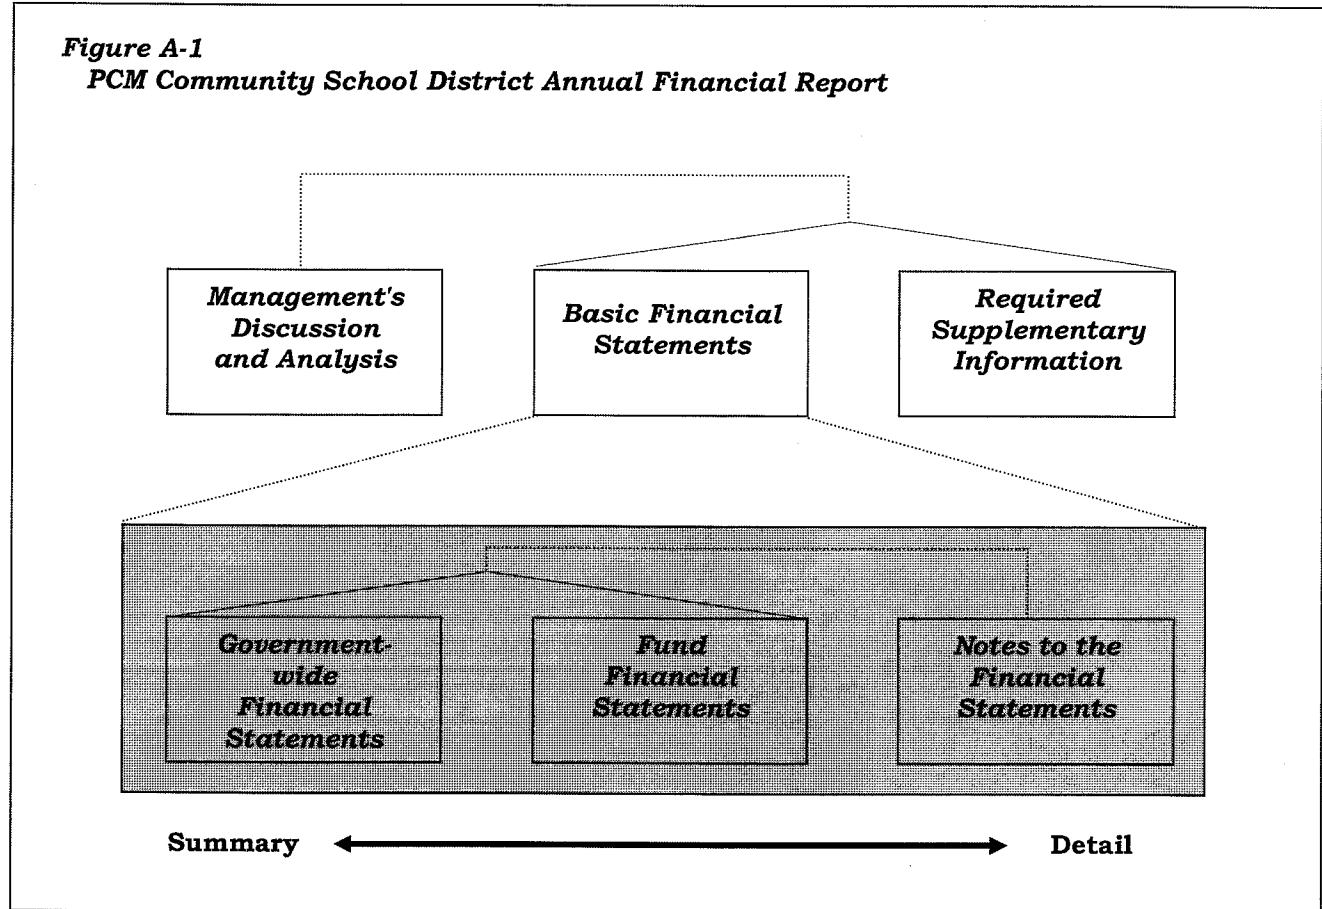 Figure A-1
PCM Community School District Annual Financial Report
Management's
Discussion
and Analysis
Basic Financial
Statements
Required
Supplementary
Information
Government-
wide
Financial
Statements
Fund
Financial
Statements
Notes to the
Financial
Statements
Summary
Detail